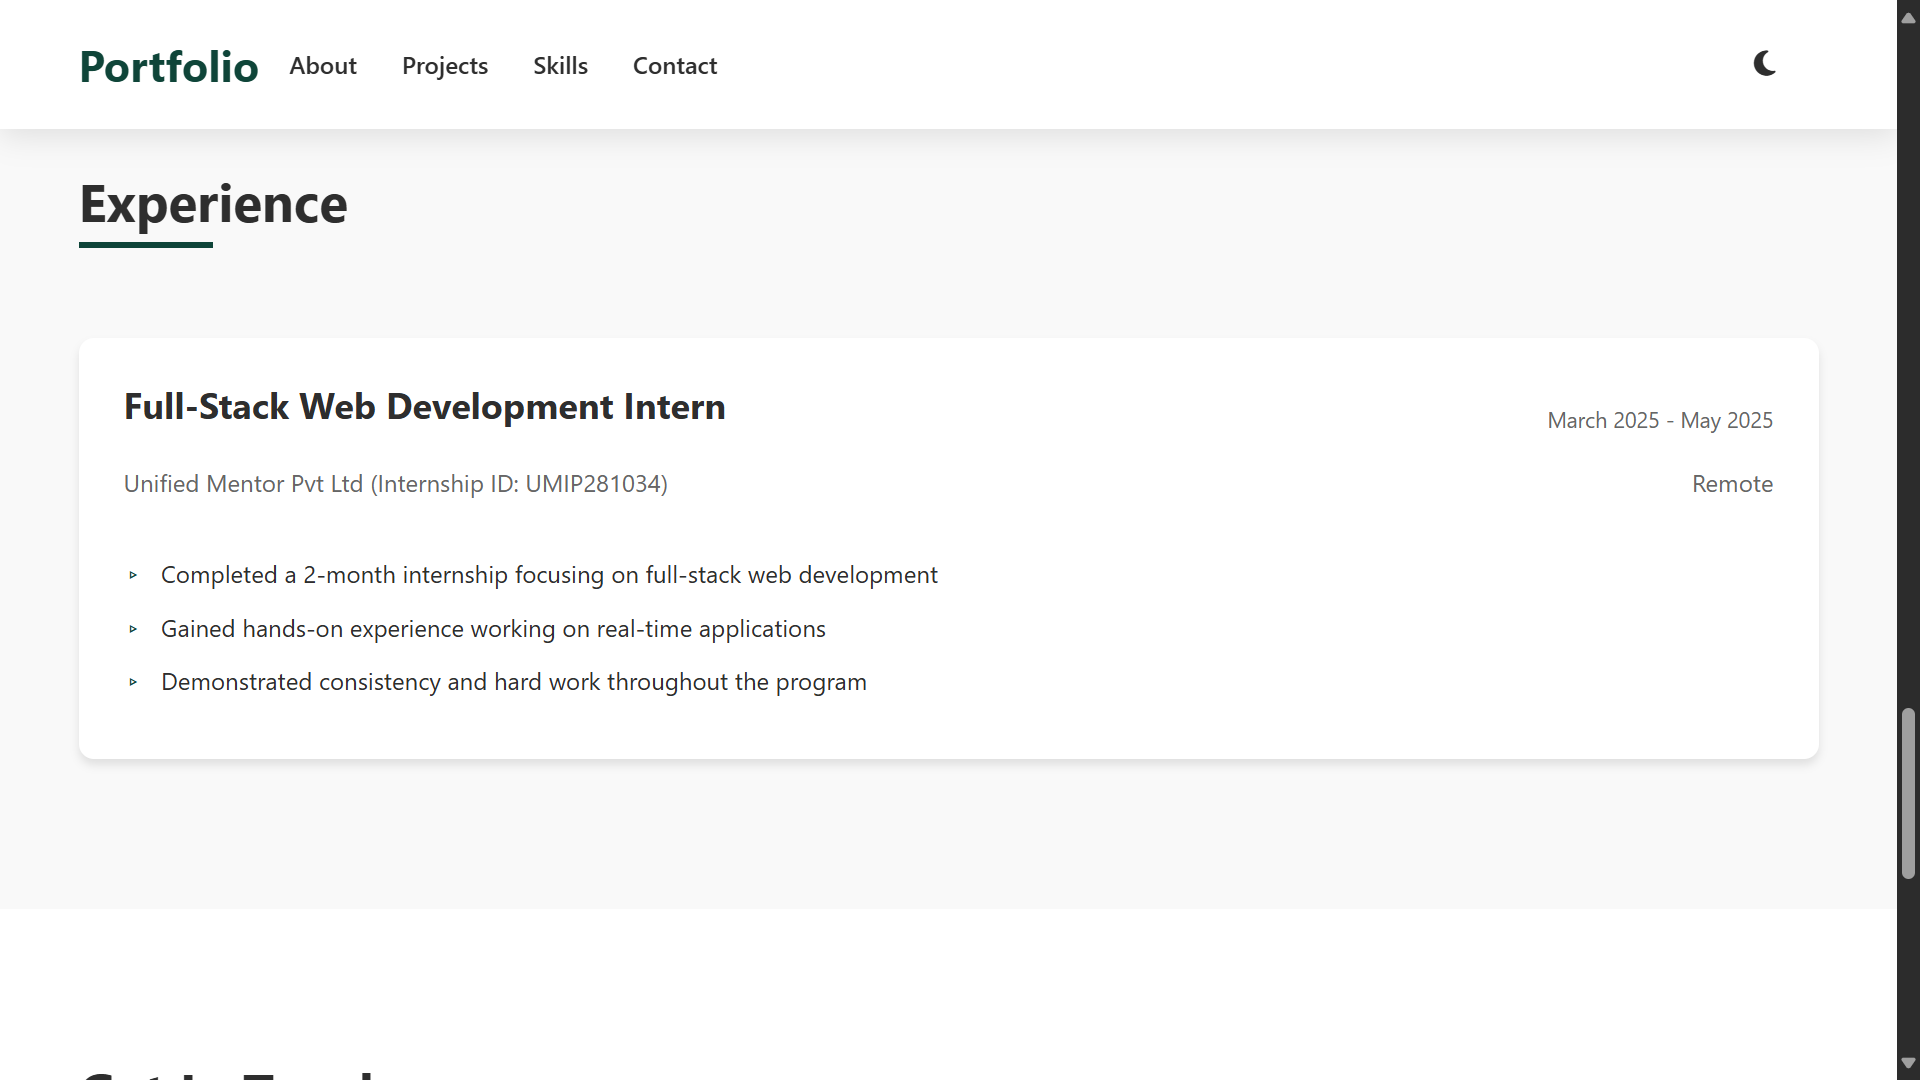 Portfolio About Projects Skills Contact
Experience
Full-Stack Web Development Intern
March 2025 - May 2025
Unified Mentor Pvt Ltd (Internship ID: UMIP281034)
Remote
Completed a 2-month internship focusing on full-stack web development
Gained hands-on experience working on real-time applications
Demonstrated consistency and hard work throughout the program